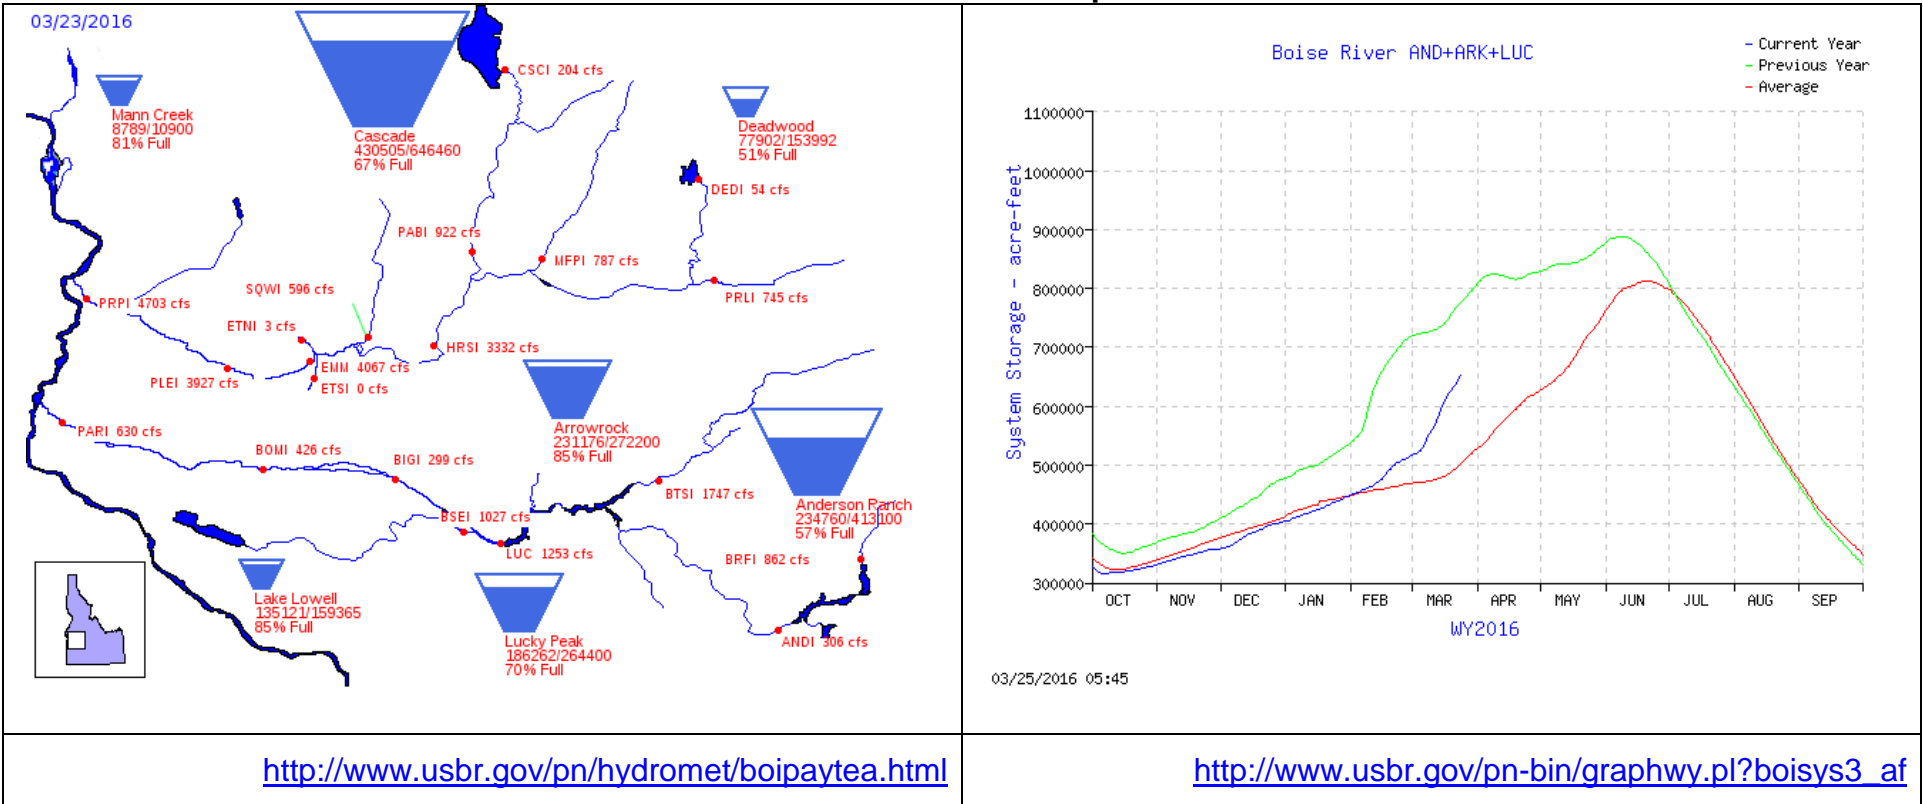 03/23/2016
Mann Creek
8789/10900
81% Full
Cascade
430505/646460
67% Full
CSCI 204 cfs
Deadwood
77902/153992
51% Full
DEDI 54 cfs
PABI 922 cfs
MFPI 787 cfs
PRLI 745 cfs
SQWI 596 cfs
PRPI 4703 cfs
ETNI 3 cfs
HRSI 3332 cfs
EMM 4067 cfs
PLEI 3927 cfs
ETSI 0 cfs
Arrowrock
231176/272200
85% Full
PARI 630 cfs
BOMI 426 cfs
BIGI 299 cfs
BTSI 1747 cfs
Anderson Ranch
234760/413100
57% Full
BSEI 1027 cfs
LUC 1253 cfs
BRFI 862 cfs
Lake Lowell
135121/159365
85% Full
Lucky Peak
186262/264400
70% Full
ANDI 306 cfs
http://www.usbr.gov/pn/hydromet/boipaytea.html
Boise River AND+ARK+LUC
Current Year
Previous Year
Average
1100000
1000000
900000
800000
700000
600000
500000
400000
300000
System Storage - acre-feet
OCT NOV DEC JAN FEB MAR APR MAY JUN JUL AUG SEP
WY2016
03/25/2016 05:45
http://www.usbr.gov/pn-bin/graphwy.pl?boisys3_af